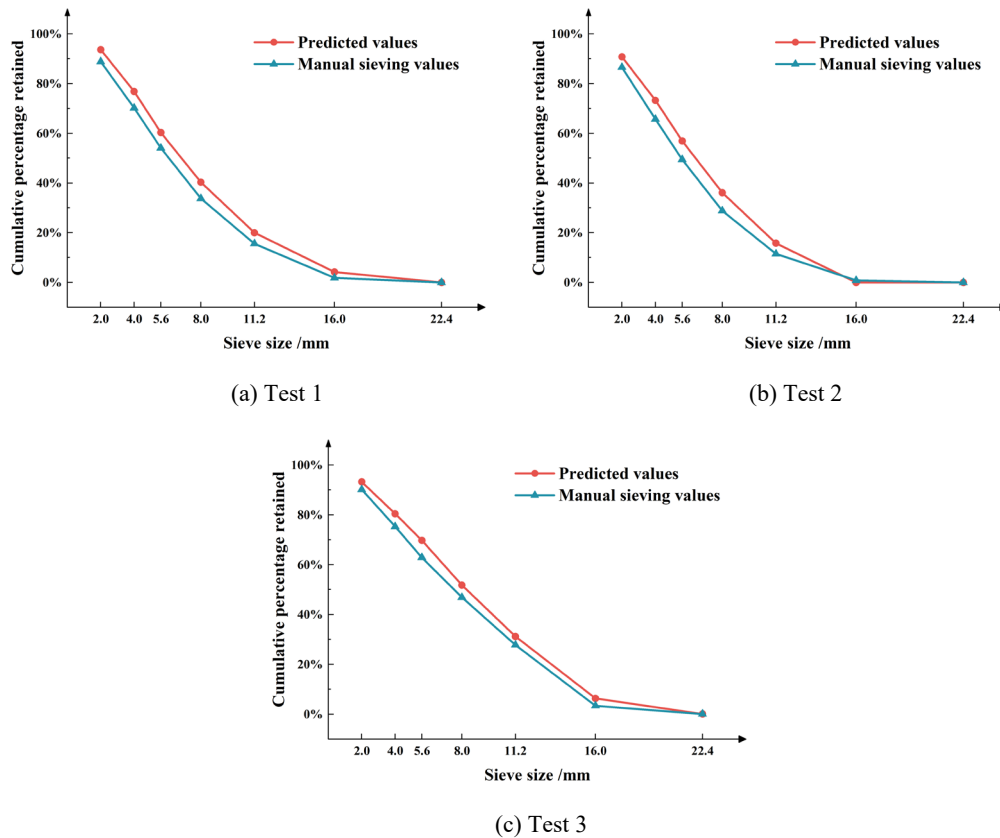 Cumulative percentage retained
100%
80%
60%
40%
20%
0%
Predicted values
Manual sieving values
2.0 4.0 5.6 8.0 11.2 16.0 22.4
Sieve size /mm
(a) Test 1
Cumulative percentage retained
100%
80%
60%
40%
20%
0%
Predicted values
Manual sieving values
2.0 4.0 5.6 8.0 11.2 16.0 22.4
Sieve size /mm
(b) Test 2
Cumulative percentage retained
100%
80%
60%
40%
20%
0%
Predicted values
Manual sieving values
2.0 4.0 5.6 8.0 11.2 16.0 22.4
Sieve size /mm
(c) Test 3